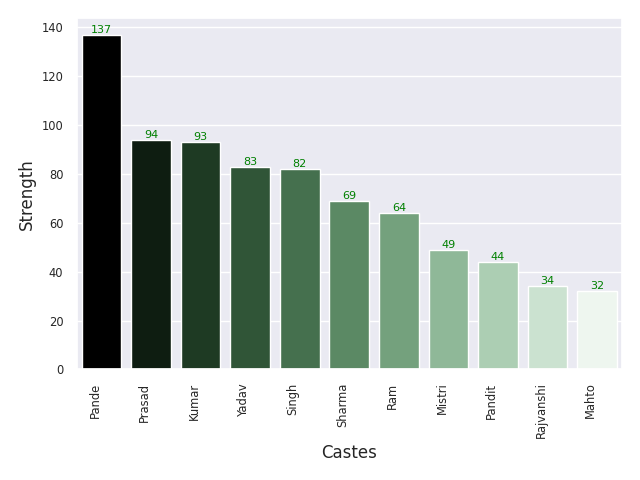 137
140
120
100
94
93
83
82
80
69
64
60
49
44
40
34
32
20
0
Strength
Pande
Prasad
Kumar
Yadav
Singh
Sharma
Ram
Mistri
Pandit
Rajvanshi
Mahto
Castes